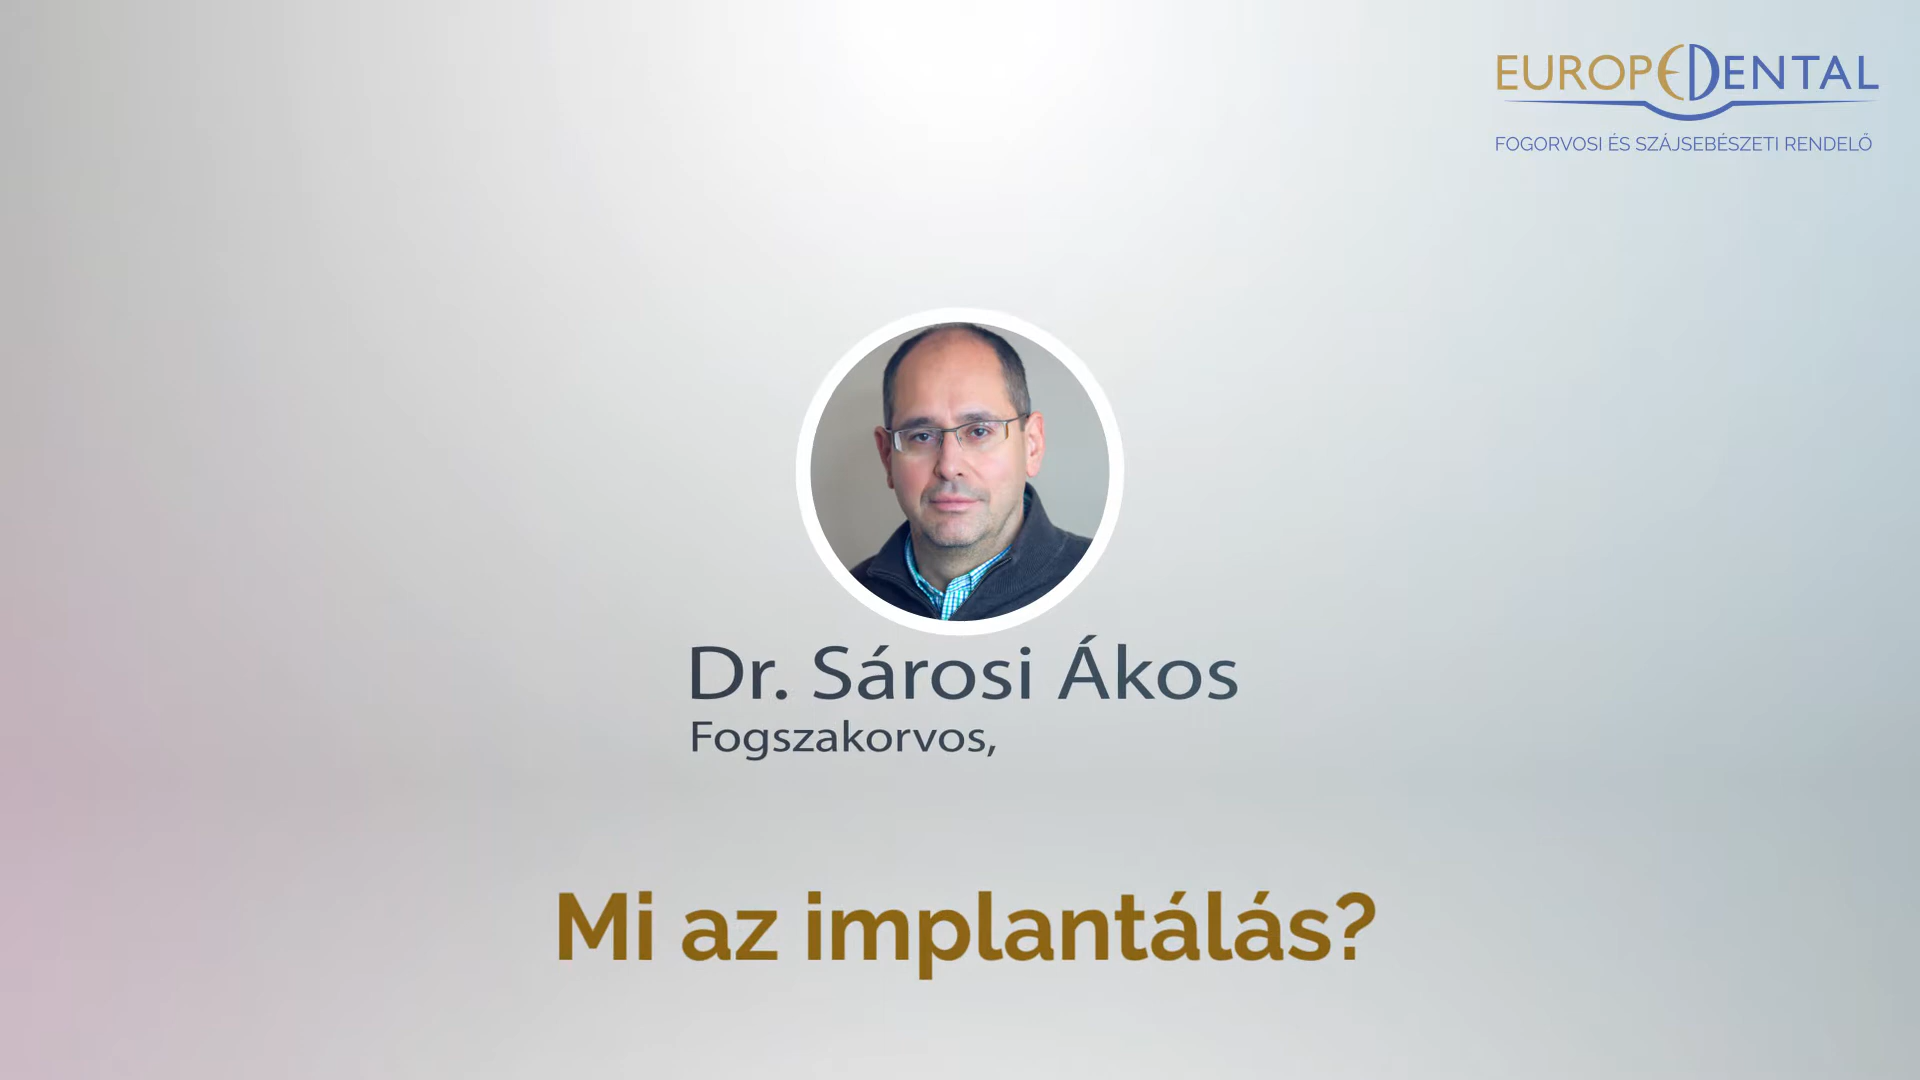 EUROPEDENTAL
FOGORVOSI ÉS SZÁJSEBÉSZETI RENDELŐ
Dr. Sárosi Ákos
Fogszakorvos,
Mi az implantálás?